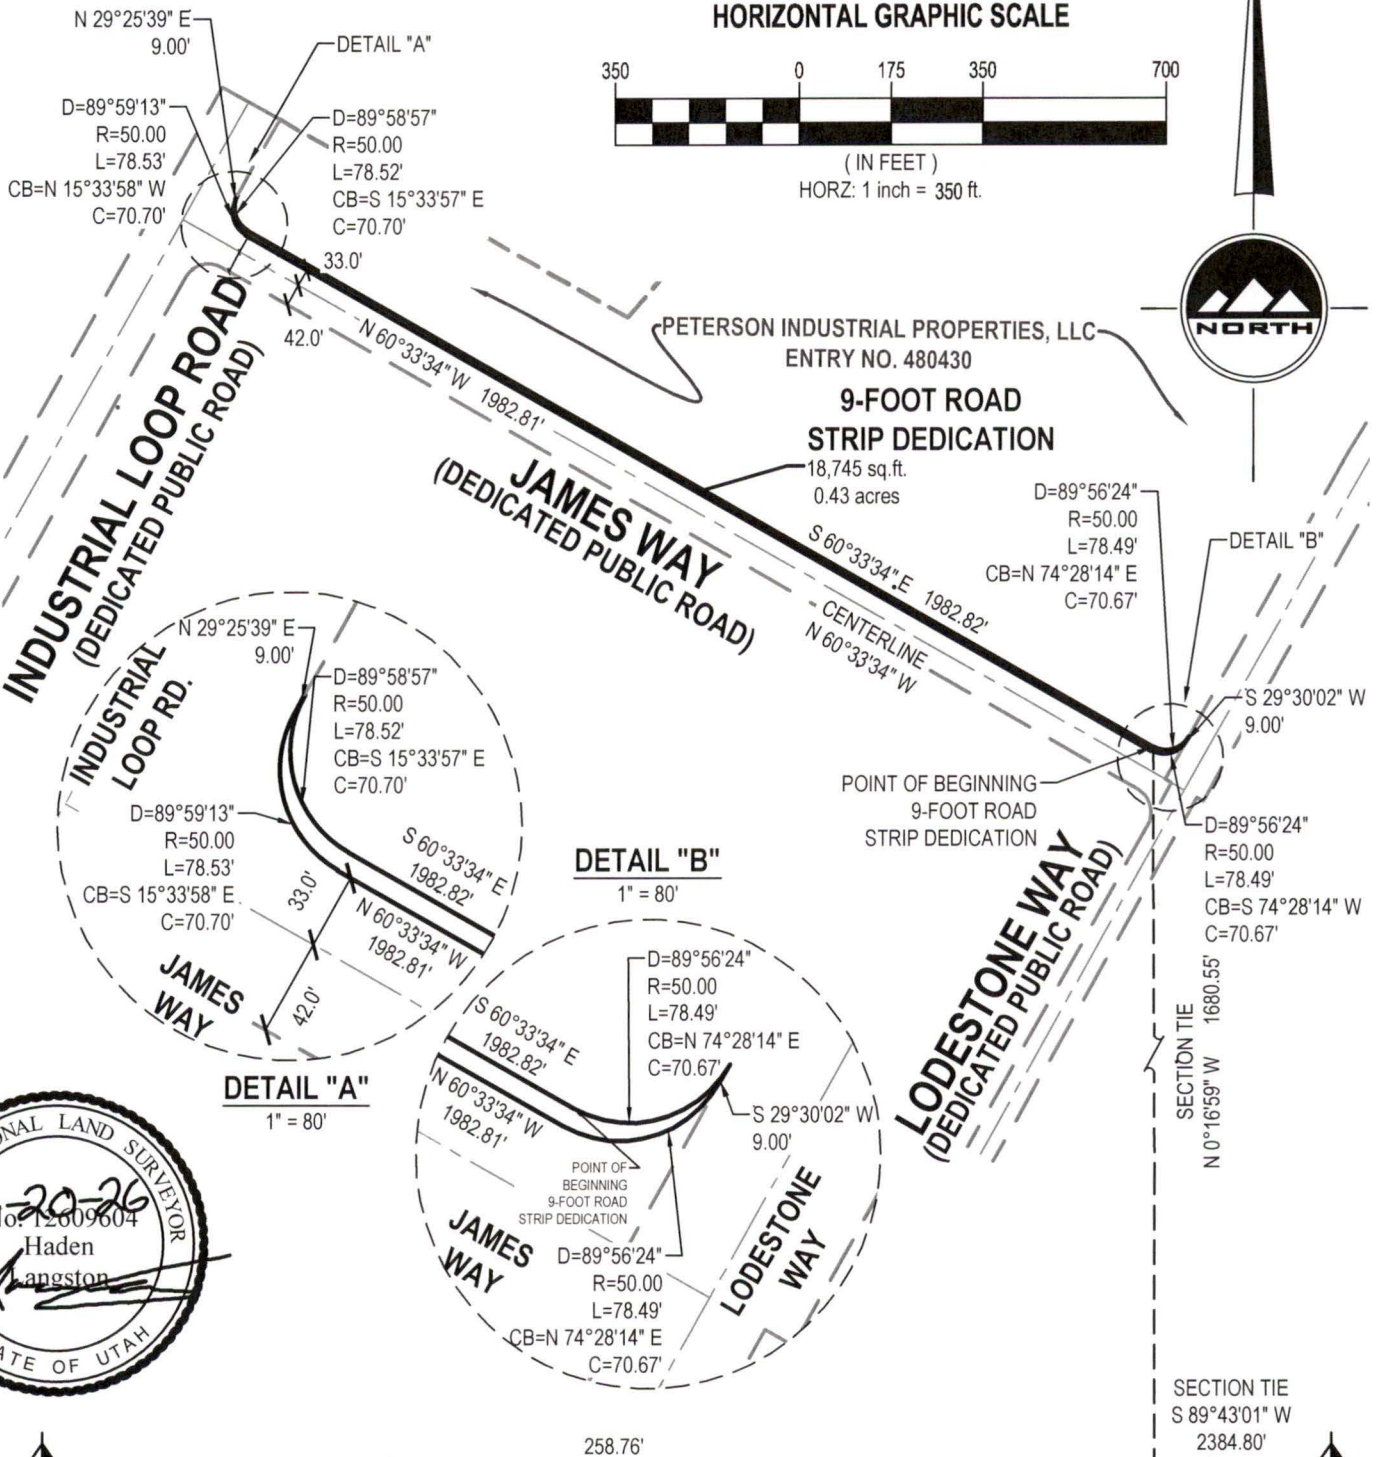 N 29°25'39" E
9.00'
DETAIL "A"
D=89°59'13"
R=50.00
L=78.53'
CB=N 15°33'58" W
C=70.70'
D=89°58'57"
R=50.00
L=78.52'
CB=S 15°33'57" E
C=70.70'
HORIZONTAL GRAPHIC SCALE
350 0 175 350 700
( IN FEET )
HORZ: 1 inch = 350 ft.
NORTH
33.0'
42.0'
N 60°33'34" W 1982.81'
PETERSON INDUSTRIAL PROPERTIES, LLC
ENTRY NO. 480430
9-FOOT ROAD
STRIP DEDICATION
18,745 sq.ft.
0.43 acres
INDUSTRIAL LOOP ROAD
(DEDICATED PUBLIC ROAD)
JAMES WAY
(DEDICATED PUBLIC ROAD)
S 60°33'34" E 1982.82'
CENTERLINE
N 60°33'34" W
D=89°56'24"
R=50.00
L=78.49'
CB=N 74°28'14" E
C=70.67'
DETAIL "B"
S 29°30'02" W
9.00'
POINT OF BEGINNING
9-FOOT ROAD
STRIP DEDICATION
D=89°56'24"
R=50.00
L=78.49'
CB=S 74°28'14" W
C=70.67'
LODESTONE WAY
(DEDICATED PUBLIC ROAD)
SECTION TIE
N 0°16'59" W 1680.55'
N 29°25'39" E
9.00'
INDUSTRIAL
LOOP RD.
D=89°58'57"
R=50.00
L=78.52'
CB=S 15°33'57" E
C=70.70'
D=89°59'13"
R=50.00
L=78.53'
CB=S 15°33'58" E
C=70.70'
S 60°33'34" E
1982.82'
N 60°33'34" W
1982.81'
33.0'
42.0'
JAMES
WAY
DETAIL "A"
1" = 80'
DETAIL "B"
1" = 80'
D=89°56'24"
R=50.00
L=78.49'
CB=N 74°28'14" E
C=70.67'
S 60°33'34" E
1982.82'
N 60°33'34" W
1982.81'
S 29°30'02" W
9.00'
POINT OF
BEGINNING
9-FOOT ROAD
STRIP DEDICATION
JAMES
WAY
LODESTONE
WAY
D=89°56'24"
R=50.00
L=78.49'
CB=N 74°28'14" E
C=70.67'
ONAL LAND SURVEYOR
-20-26
No. 12609604
Haden
Langston
ATE OF UTAH
258.76'
SECTION TIE
S 89°43'01" W
2384.80'